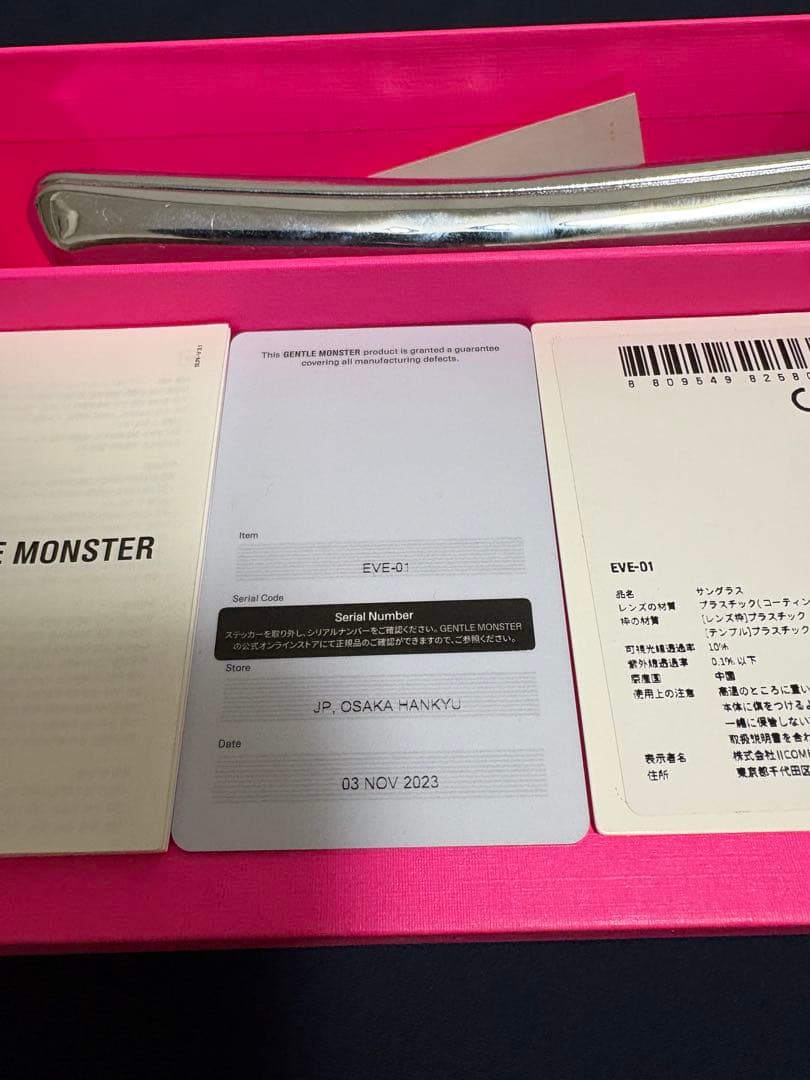 E MONSTER
This GENTLE MONSTER product is granted a guarantee
covering all manufacturing defects.
Item
EVE-01
Serial Code
Serial Number
ステッカーを取り外し、シリアルナンバーをご確認ください。GENTLE MONSTER
の公式オンラインストアにて正規品のご確認ができますので、ご参照ください。
Store
JP, OSAKA HANKYU
Date
03 NOV 2023
8 809549 82580
EVE-01
品名 サングラス
レンズの材質 プラスチック(コーティン
枠の材質 [レンズ枠]プラスチック
[テンプル]プラスチック
可視光線透過率 10%
紫外線透過率 0.1%以下
原産国 中国
使用上の注意 高温のところに置い
本体に傷をつけるよ
一緒に保管しない
取扱説明書を合わ
表示者名 株式会社IICOM
住所 東京都千代田区